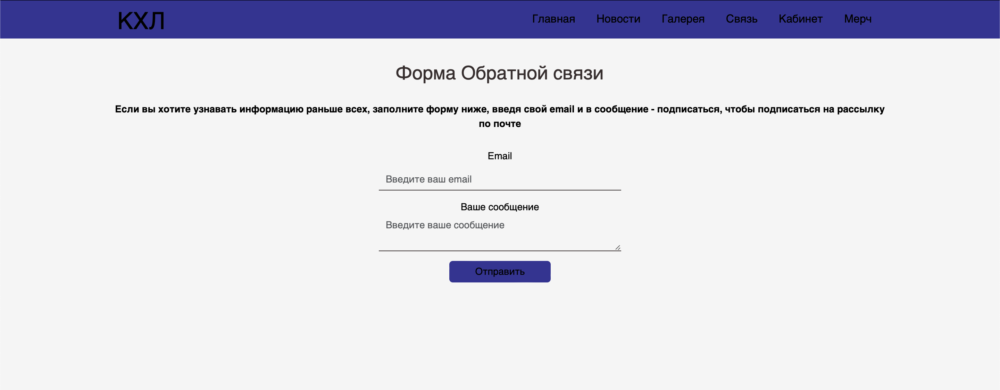 КХЛ
Главная Новости Галерея Связь Кабинет Мерч
Форма Обратной связи
Если вы хотите узнавать информацию раньше всех, заполните форму ниже, введя свой email и в сообщение - подписаться, чтобы подписаться на рассылку
по почте
Email
Введите ваш email
Ваше сообщение
Введите ваше сообщение
Отправить